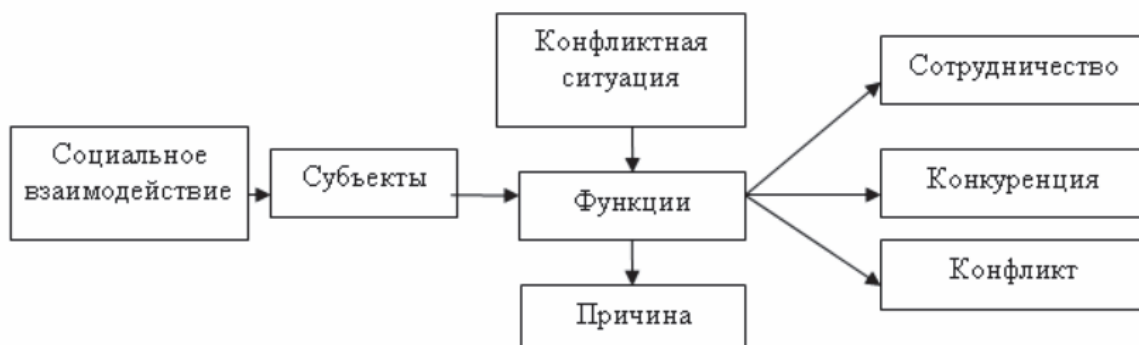 Конфликтная
ситуация
Сотрудничество
Социальное
взаимодействие
Субъекты
Функции
Конкуренция
Конфликт
Причина